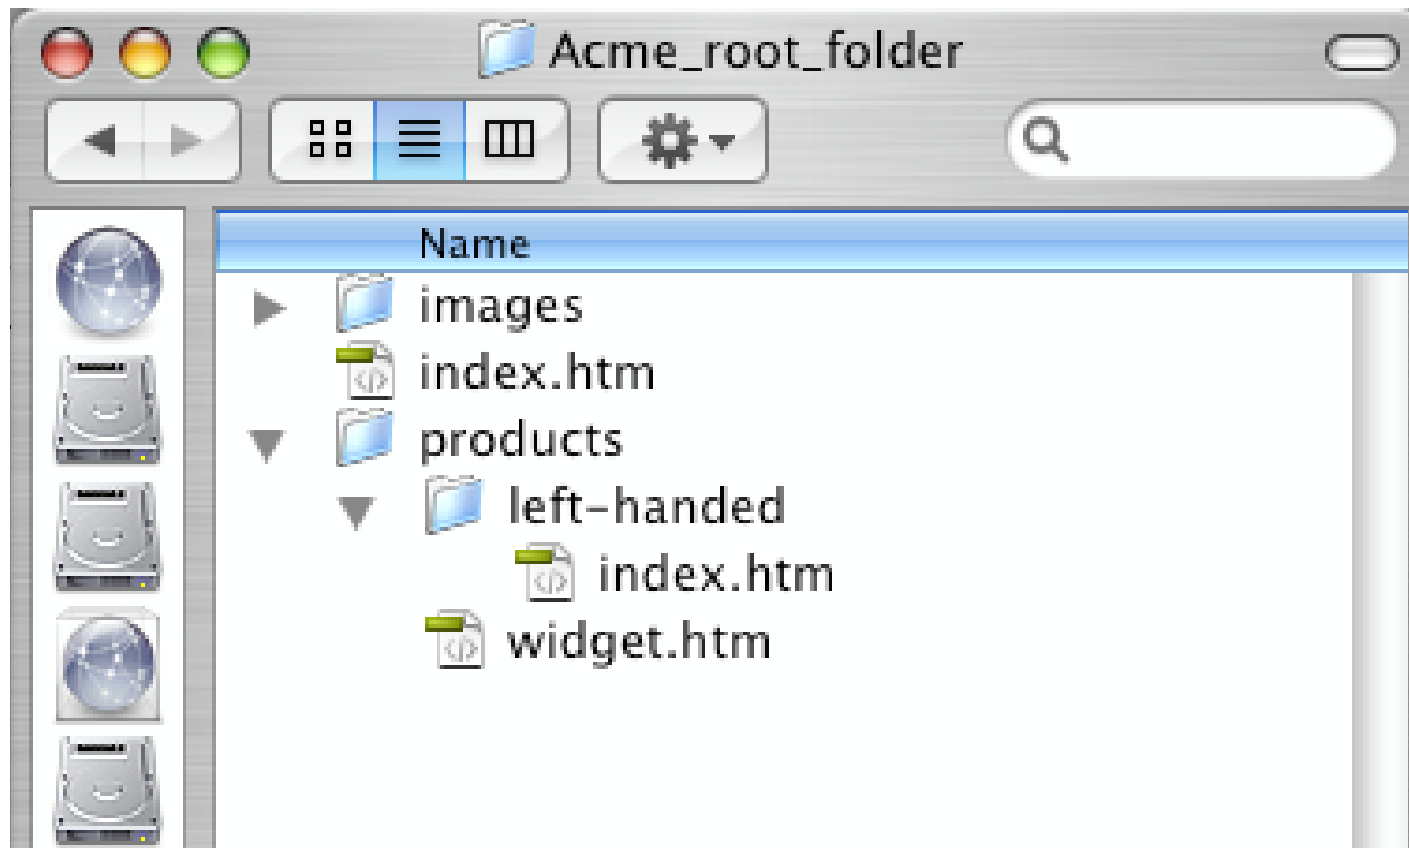 Acme_root_folder
Name
images
index.htm
products
left-handed
index.htm
widget.htm